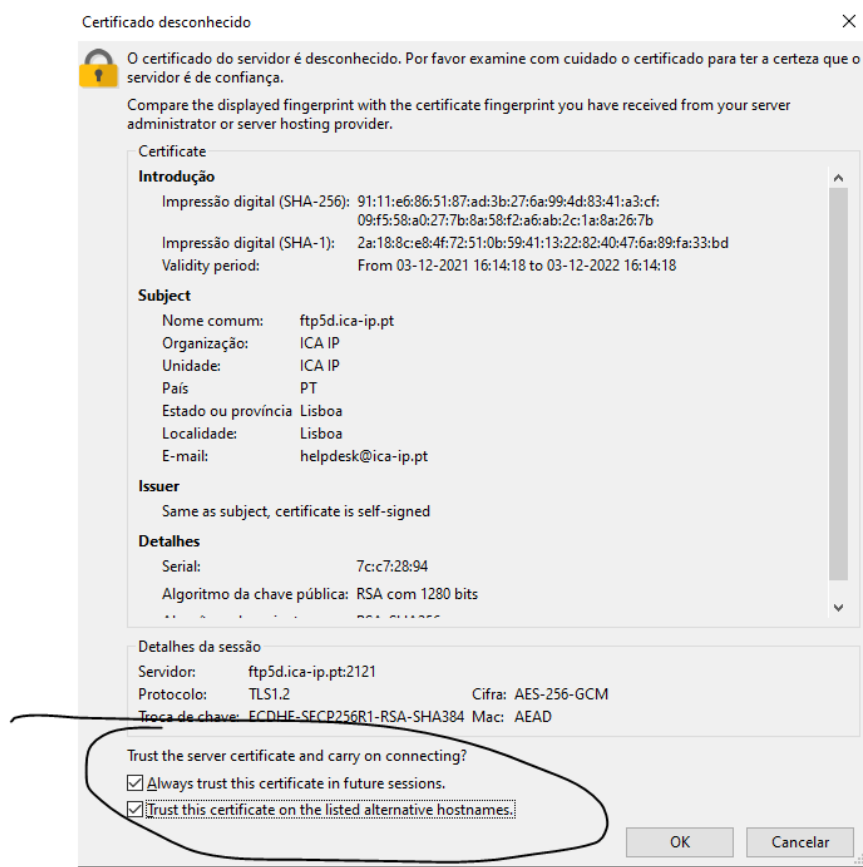 Certificado desconhecido
O certificado do servidor é desconhecido. Por favor examine com cuidado o certificado para ter a certeza que o
servidor é de confiança.
Compare the displayed fingerprint with the certificate fingerprint you have received from your server
administrator or server hosting provider.
Certificate
Introdução
Impressão digital (SHA-256): 91:11:e6:86:51:87:ad:3b:27:6a:99:4d:83:41:a3:cf:
09:f5:58:a0:27:7b:8a:58:f2:a6:ab:2c:1a:8a:26:7b
Impressão digital (SHA-1): 2a:18:8c:e8:4f:72:51:0b:59:41:13:22:82:40:47:6a:89:fa:33:bd
Validity period: From 03-12-2021 16:14:18 to 03-12-2022 16:14:18
Subject
Nome comum: ftp5d.ica-ip.pt
Organização: ICA IP
Unidade: ICA IP
País PT
Estado ou província Lisboa
Localidade: Lisboa
E-mail: helpdesk@ica-ip.pt
Issuer
Same as subject, certificate is self-signed
Detalhes
Serial: 7c:c7:28:94
Algoritmo da chave pública: RSA com 1280 bits
Detalhes da sessão
Servidor: ftp5d.ica-ip.pt:2121
Protocolo: TLS1.2 Cifra: AES-256-GCM
Troca de chave: ECDHE-SECP256R1-RSA-SHA384 Mac: AEAD
Trust the server certificate and carry on connecting?
Always trust this certificate in future sessions.
Trust this certificate on the listed alternative hostnames.
OK Cancelar